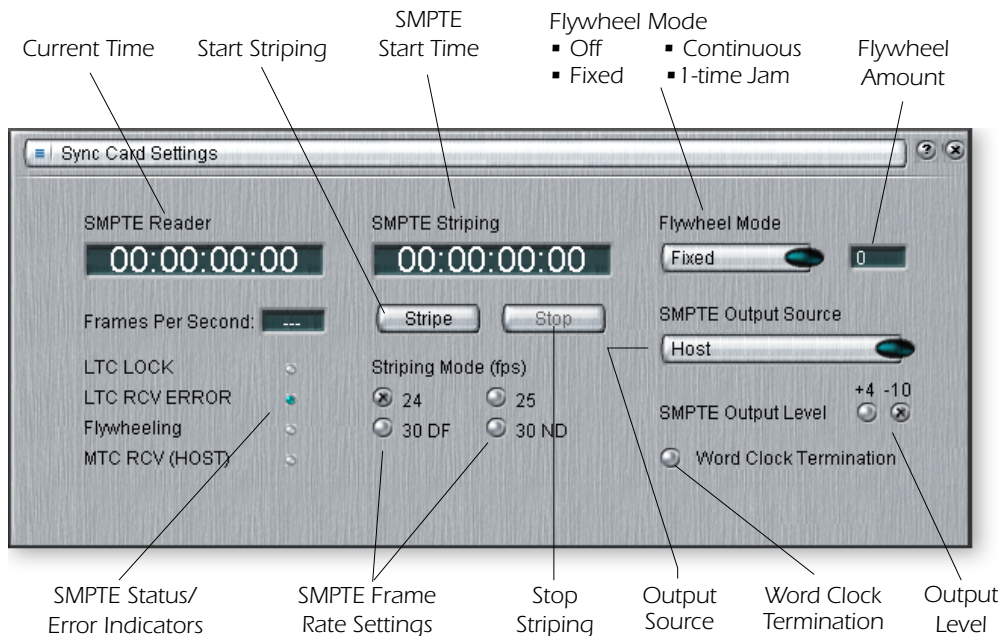 SMPTE
Flywheel Mode
Current Time Start Striping Start Time
▪ Off ▪ Continuous
▪ Fixed ▪ 1-time Jam
Flywheel
Amount
Sync Card Settings ? x
SMPTE Reader
00:00:00:00
Frames Per Second: ---
LTC LOCK
LTC RCV ERROR
Flywheeling
MTC RCV (HOST)
SMPTE Striping
00:00:00:00
Stripe Stop
Striping Mode (fps)
24 25
30 DF 30 ND
Flywheel Mode
Fixed 0
SMPTE Output Source
Host
+4 -10
SMPTE Output Level
Word Clock Termination
SMPTE Status/
Error Indicators
SMPTE Frame
Rate Settings
Stop
Striping
Output
Source
Word Clock
Termination
Output
Level